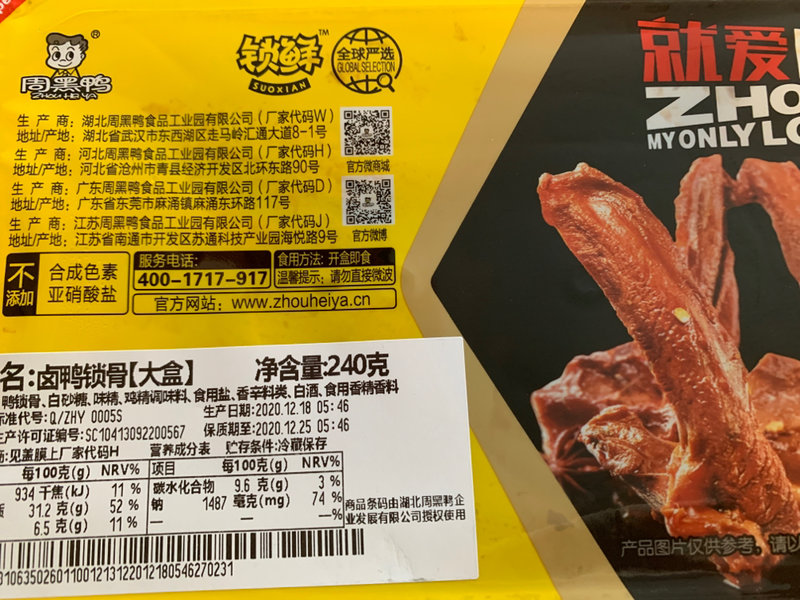 周黑鸭®
ZHOU HEI YA
锁鲜™
SUOXIAN
全球严选
GLOBAL SELECTION
生 产 商：湖北周黑鸭食品工业园有限公司（厂家代码W）
地址/产地：湖北省武汉市东西湖区走马岭汇通大道8-1号
生 产 商：河北周黑鸭食品工业园有限公司（厂家代码H）
地址/产地：河北省沧州市青县经济开发区北环东路90号
生 产 商：广东周黑鸭食品工业园有限公司（厂家代码D）
地址/产地：广东省东莞市麻涌镇麻涌东环路117号
生 产 商：江苏周黑鸭食品工业园有限公司（厂家代码J）
地址/产地：江苏省南通市开发区苏通科技产业园海悦路9号
官方微商城
官方微博
不添加
合成色素
亚硝酸盐
服务电话：
400-1717-917
食用方法：开盒即食
温馨提示：请勿直接微波
官方网站：www.zhouheiya.cn
就爱
ZHO
MY ONLY LO
名:卤鸭锁骨【大盒】 净含量:240克
鸭锁骨、白砂糖、味精、鸡精调味料、食用盐、香辛料类、白酒、食用香精香料
标准代号:Q/ZHY 0005S 生产日期:2020.12.18 05:46
生产许可证编号:SC10413092200567 保质期至:2020.12.25 05:46
商:见盖膜上厂家代码H 营养成分表 贮存条件:冷藏保存
每100克(g) NRV% 项目 每100克(g) NRV%
934 千焦(kJ) 11 % 碳水化合物 9.6 克(g) 3 %
质 31.2 克(g) 52 % 钠 1487 毫克(mg) 74 %
6.5 克(g) 11 % — — —%
商品条码由湖北周黑鸭企
业发展有限公司授权使用
310635026011001213122012180546270231
产品图片仅供参考，请以